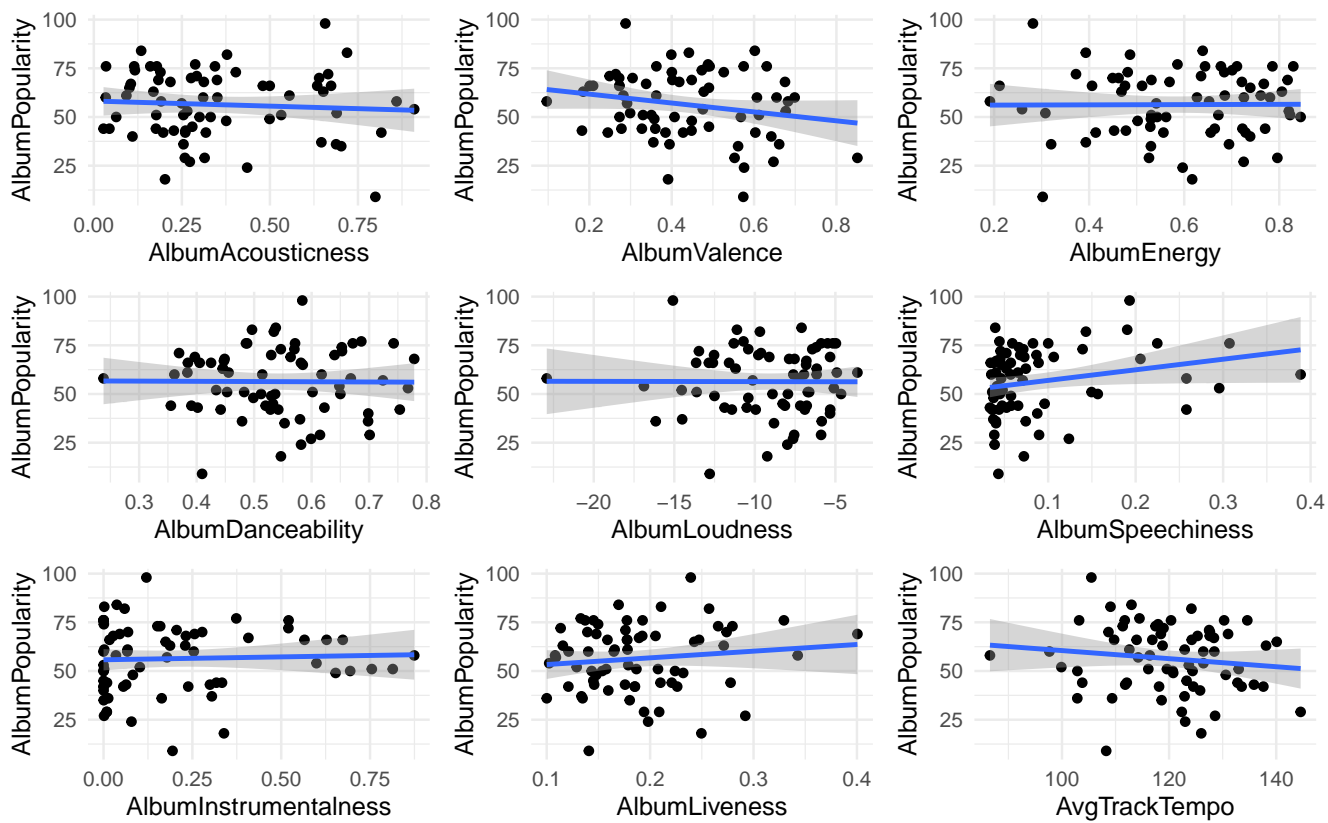 100
75
50
25
AlbumPopularity
0.00 0.25 0.50 0.75
AlbumAcousticness
100
75
50
25
AlbumPopularity
0.2 0.4 0.6 0.8
AlbumValence
100
75
50
25
AlbumPopularity
0.2 0.4 0.6 0.8
AlbumEnergy
100
75
50
25
AlbumPopularity
0.3 0.4 0.5 0.6 0.7 0.8
AlbumDanceability
100
75
50
25
AlbumPopularity
−20 −15 −10 −5
AlbumLoudness
100
75
50
25
AlbumPopularity
0.1 0.2 0.3 0.4
AlbumSpeechiness
100
75
50
25
AlbumPopularity
0.00 0.25 0.50 0.75
AlbumInstrumentalness
100
75
50
25
AlbumPopularity
0.1 0.2 0.3 0.4
AlbumLiveness
100
75
50
25
AlbumPopularity
100 120 140
AvgTrackTempo